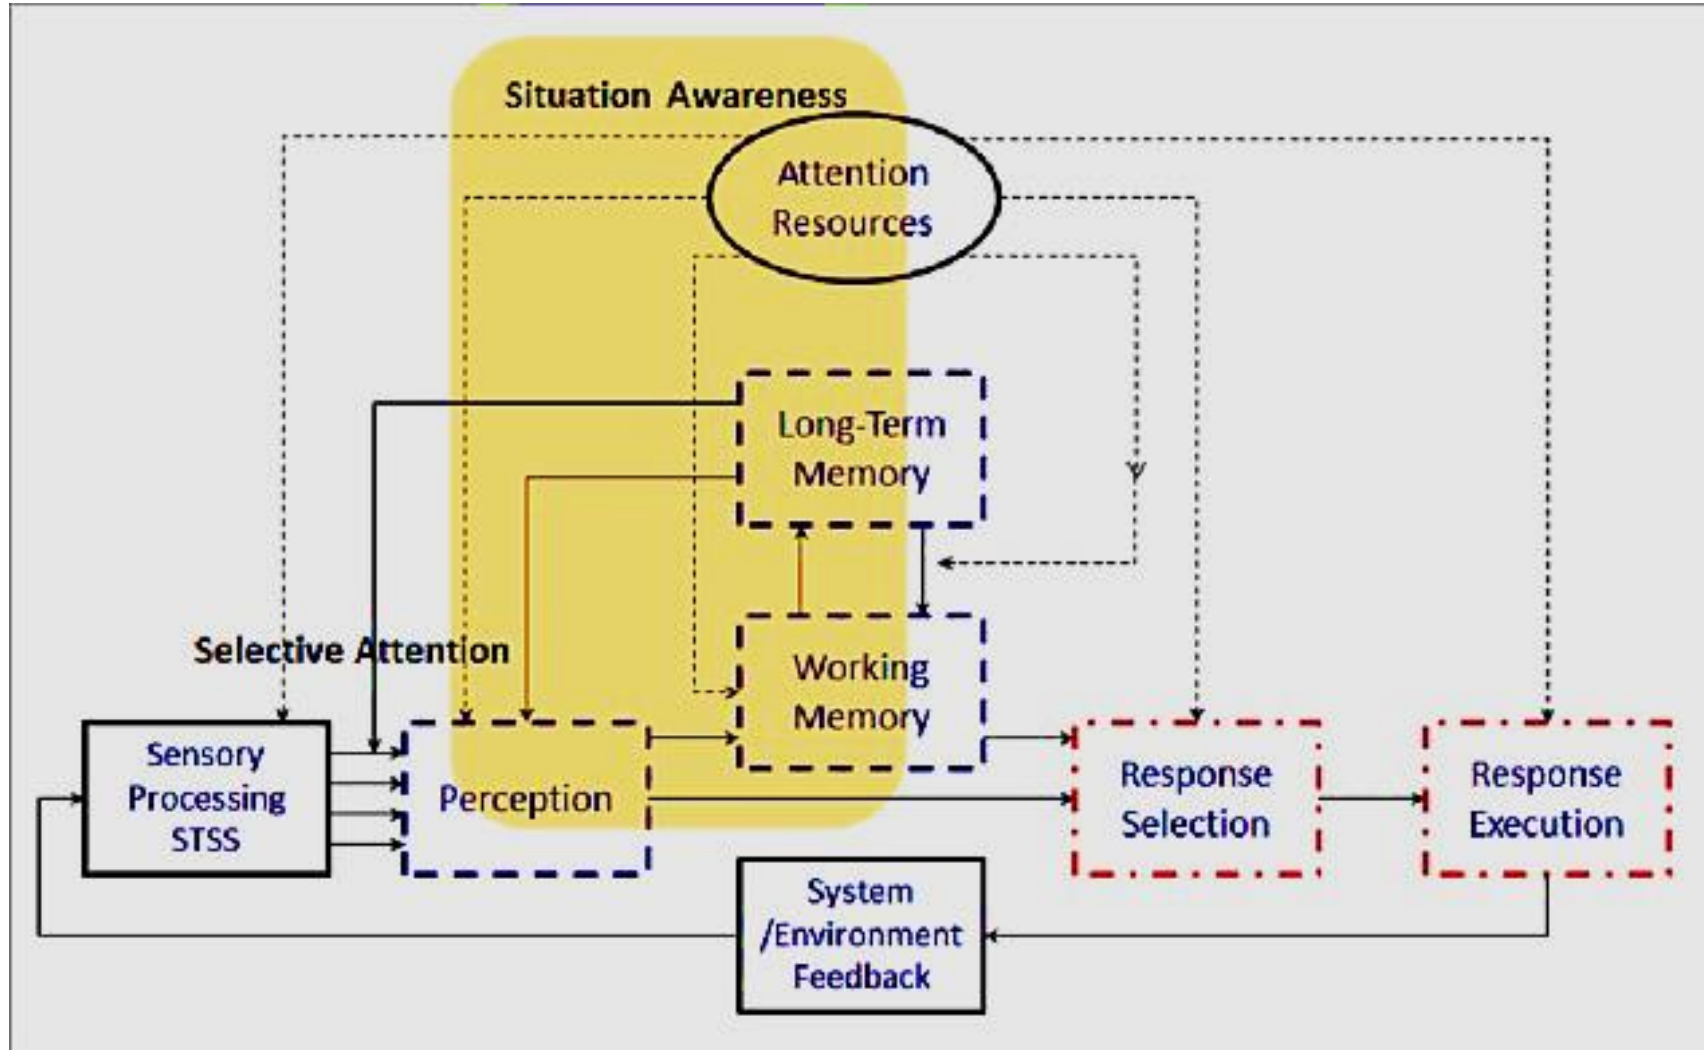 Situation Awareness
Attention
Resources
Long-Term
Memory
Selective Attention
Working
Memory
Sensory
Processing
STSS
Perception
Response
Selection
Response
Execution
System
/Environment
Feedback